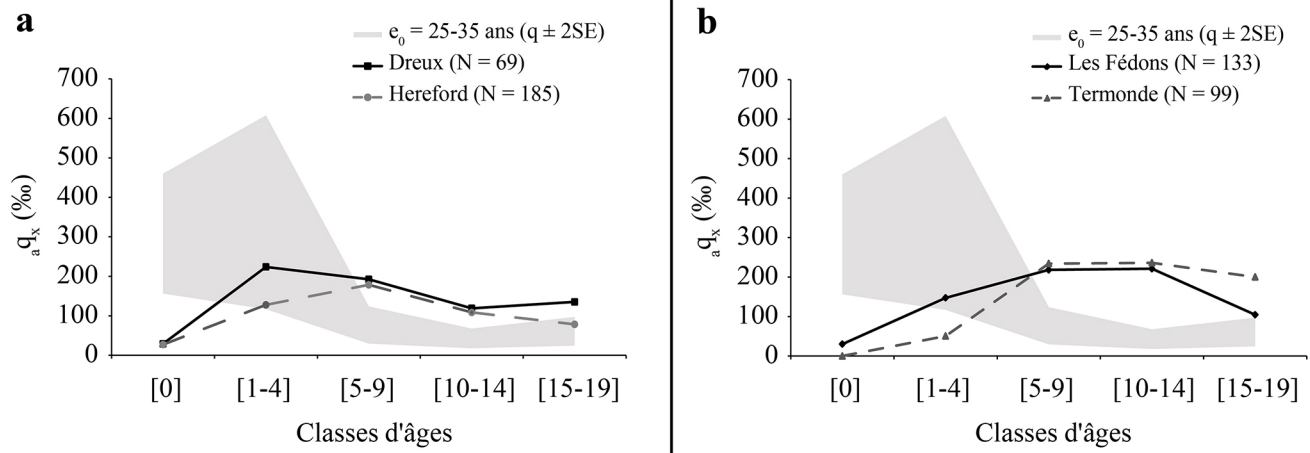 a
e₀ = 25-35 ans (q ± 2SE)
Dreux (N = 69)
Hereford (N = 185)
700
600
500
400
300
200
100
0
ₐqₓ (‰)
[0] [1-4] [5-9] [10-14] [15-19]
Classes d'âges
b
e₀ = 25-35 ans (q ± 2SE)
Les Fédons (N = 133)
Termonde (N = 99)
700
600
500
400
300
200
100
0
ₐqₓ (‰)
[0] [1-4] [5-9] [10-14] [15-19]
Classes d'âges